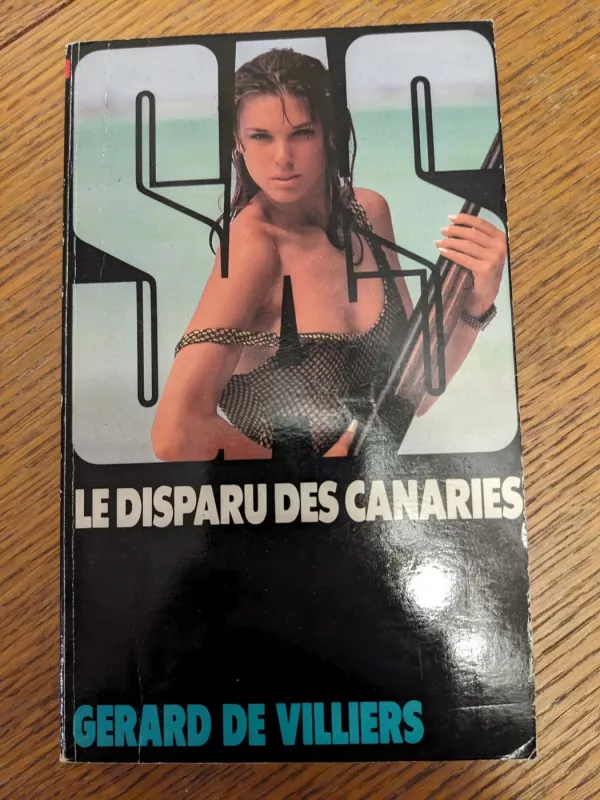 SAS
LE DISPARU DES CANARIES
GERARD DE VILLIERS